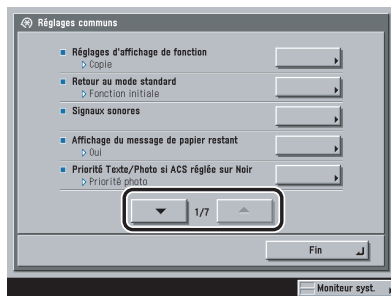 Réglages communs
Réglages d'affichage de fonction
Copie
Retour au mode standard
Fonction initiale
Signaux sonores
Affichage du message de papier restant
Oui
Priorité Texte/Photo si ACS réglée sur Noir
Priorité photo
1/7
Fin
Moniteur syst.